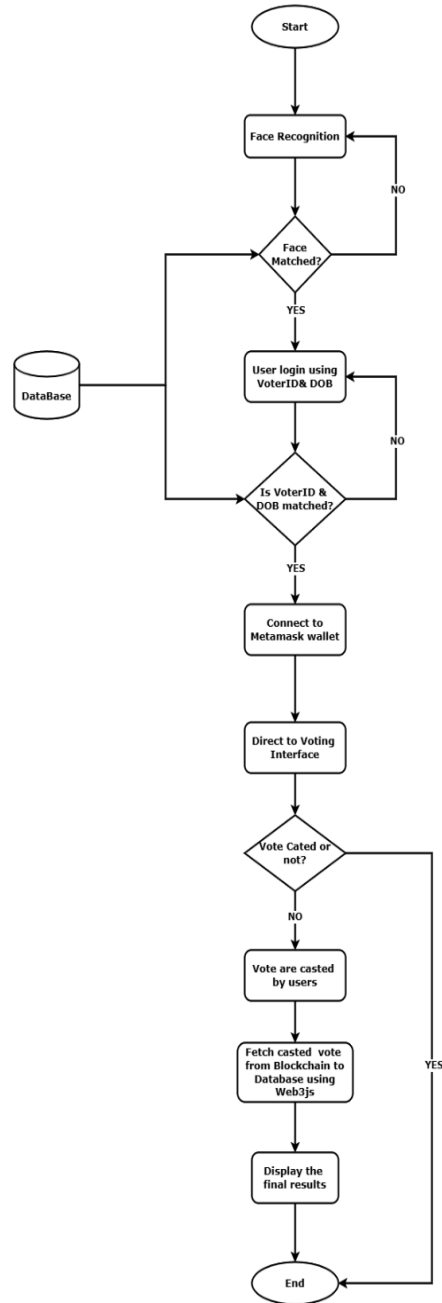 Start
Face Recognition
NO
Face
Matched?
YES
User login using
VoterID& DOB
DataBase
NO
Is VoterID &
DOB matched?
YES
Connect to
Metamask wallet
Direct to Voting
Interface
Vote Cated or
not?
NO
Vote are casted
by users
Fetch casted vote
from Blockchain to
Database using
Web3js
YES
Display the
final results
End